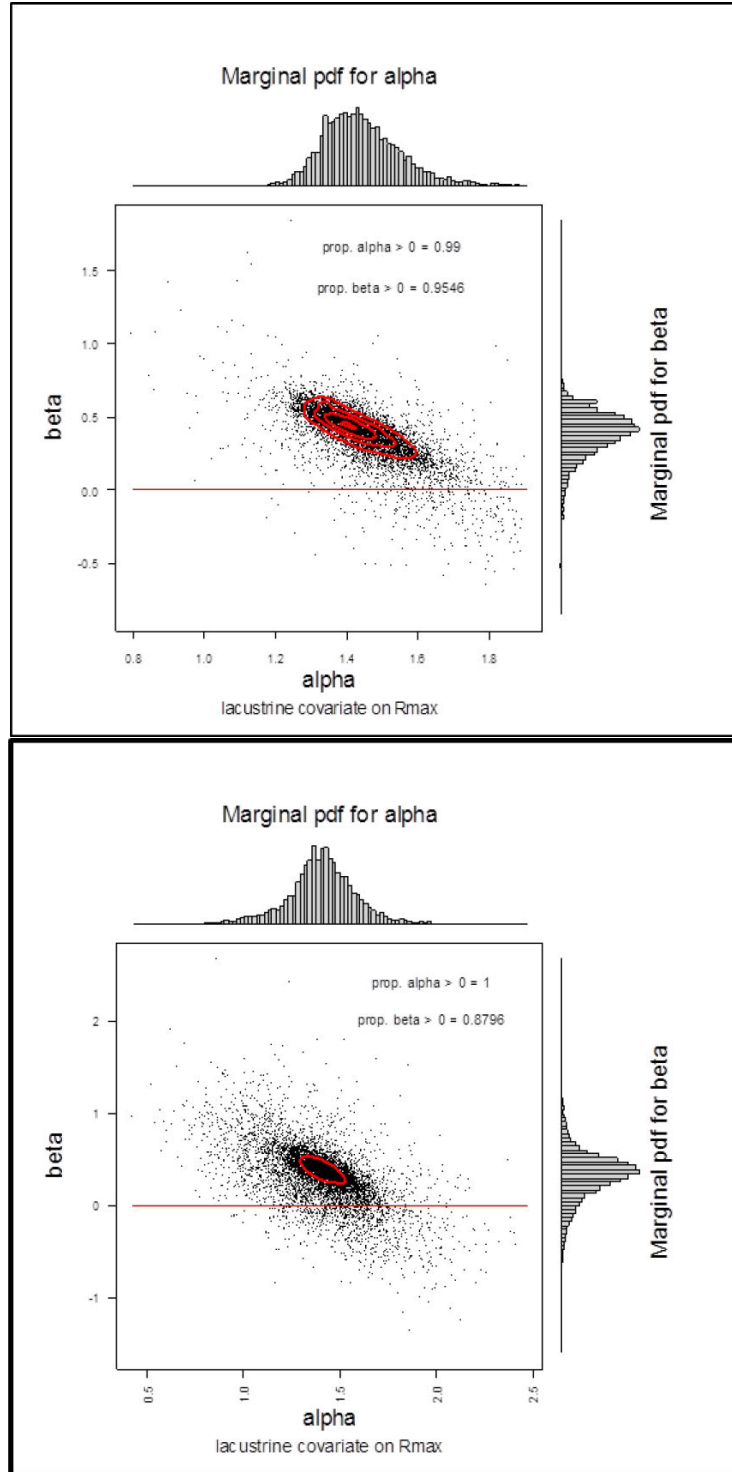 Marginal pdf for alpha
prop. alpha > 0 = 0.99
prop. beta > 0 = 0.9546
1.5
1.0
0.5
0.0
-0.5
beta
Marginal pdf for beta
0.8 1.0 1.2 1.4 1.6 1.8
alpha
lacustrine covariate on Rmax
Marginal pdf for alpha
prop. alpha > 0 = 1
prop. beta > 0 = 0.8796
2
1
0
-1
beta
Marginal pdf for beta
0.5 1.0 1.5 2.0 2.5
alpha
lacustrine covariate on Rmax